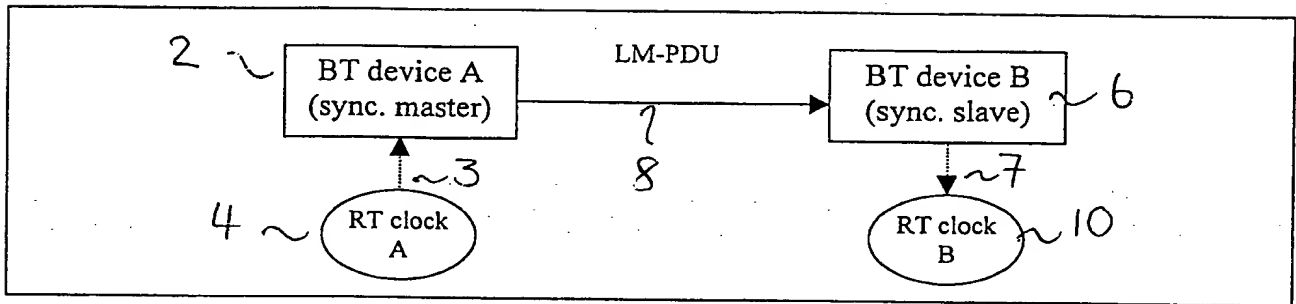 2
BT device A
(sync. master)
LM-PDU
BT device B
(sync. slave)
6
3
8
7
4
RT clock
A
RT clock
B
10